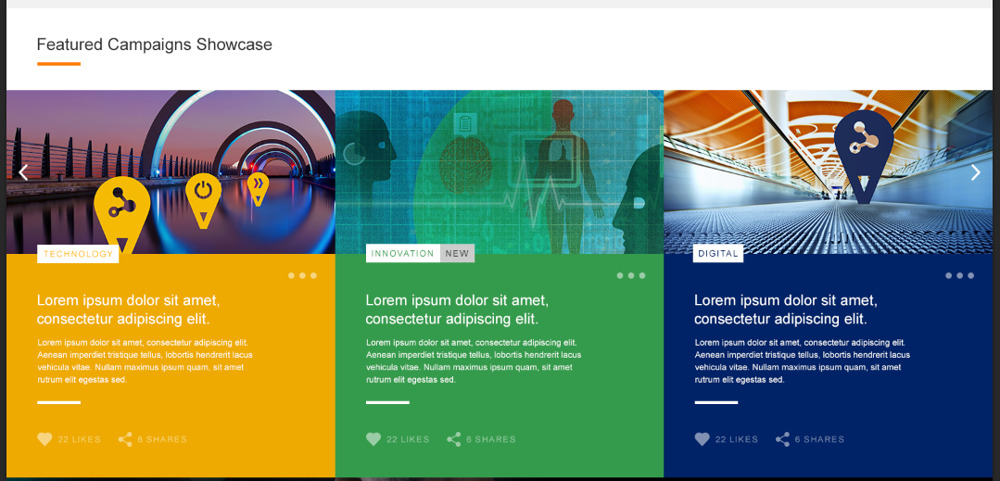 Featured Campaigns Showcase
TECHNOLOGY
Lorem ipsum dolor sit amet,
consectetur adipiscing elit.
Lorem ipsum dolor sit amet, consectetur adipiscing elit.
Aenean imperdiet tristique tellus, lobortis hendrerit lacus
vehicula vitae. Nullam maximus ipsum quam, sit amet
rutrum elit egestas sed.
22 LIKES 6 SHARES
INNOVATION NEW
Lorem ipsum dolor sit amet,
consectetur adipiscing elit.
Lorem ipsum dolor sit amet, consectetur adipiscing elit.
Aenean imperdiet tristique tellus, lobortis hendrerit lacus
vehicula vitae. Nullam maximus ipsum quam, sit amet
rutrum elit egestas sed.
22 LIKES 6 SHARES
DIGITAL
Lorem ipsum dolor sit amet,
consectetur adipiscing elit.
Lorem ipsum dolor sit amet, consectetur adipiscing elit.
Aenean imperdiet tristique tellus, lobortis hendrerit lacus
vehicula vitae. Nullam maximus ipsum quam, sit amet
rutrum elit egestas sed.
22 LIKES 6 SHARES